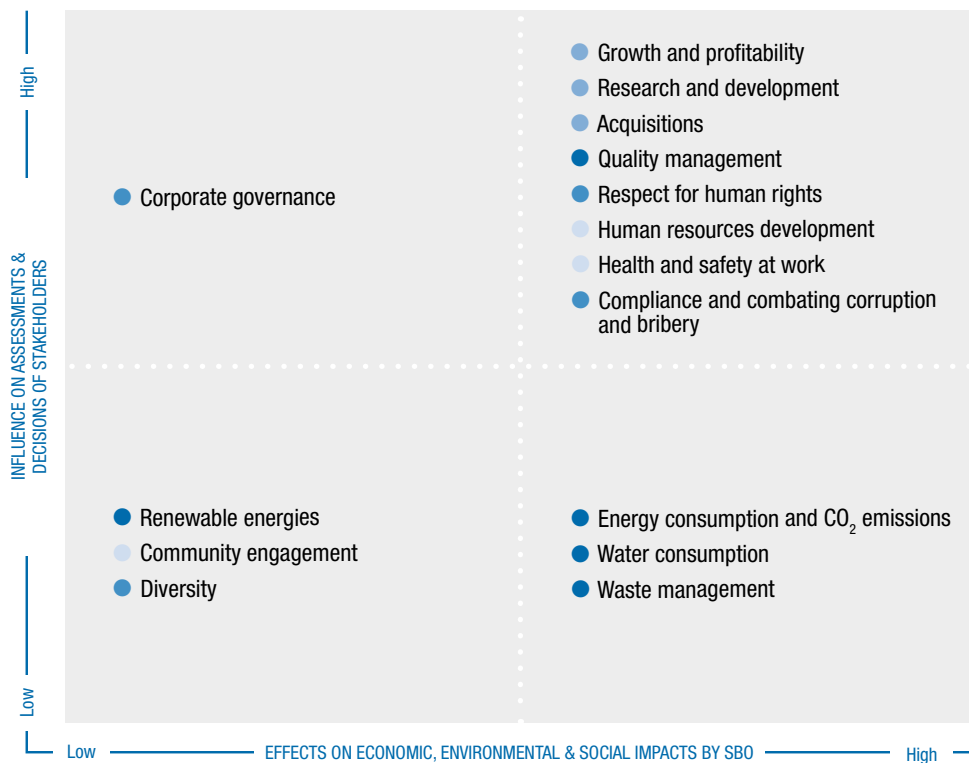 High
INFLUENCE ON ASSESSMENTS &
DECISIONS OF STAKEHOLDERS
Low
Corporate governance
Growth and profitability
Research and development
Acquisitions
Quality management
Respect for human rights
Human resources development
Health and safety at work
Compliance and combating corruption
and bribery
Renewable energies
Community engagement
Diversity
Energy consumption and CO₂ emissions
Water consumption
Waste management
Low
EFFECTS ON ECONOMIC, ENVIRONMENTAL & SOCIAL IMPACTS BY SBO
High